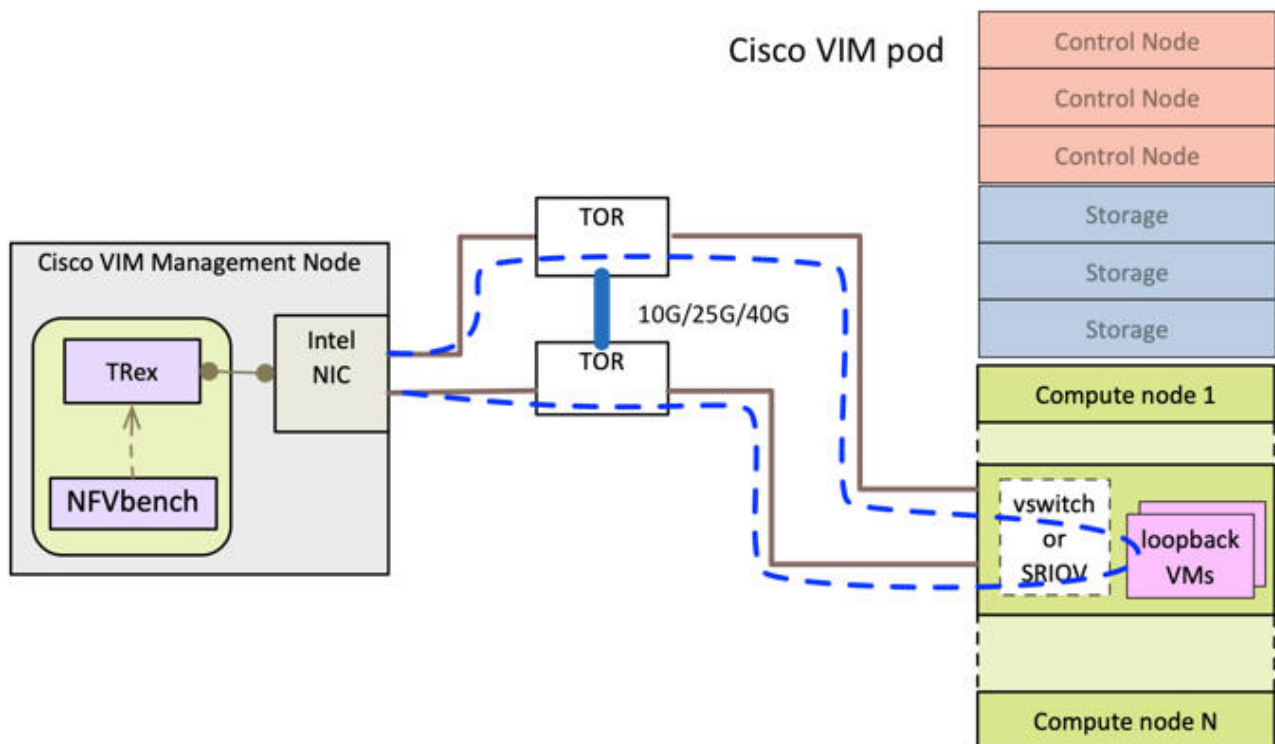 Cisco VIM pod
Control Node
Control Node
Control Node
Storage
Storage
Storage
TOR
10G/25G/40G
TOR
Cisco VIM Management Node
Intel
NIC
TRex
NFVbench
Compute node 1
vswitch
or
SRIOV
loopback
VMs
Compute node N